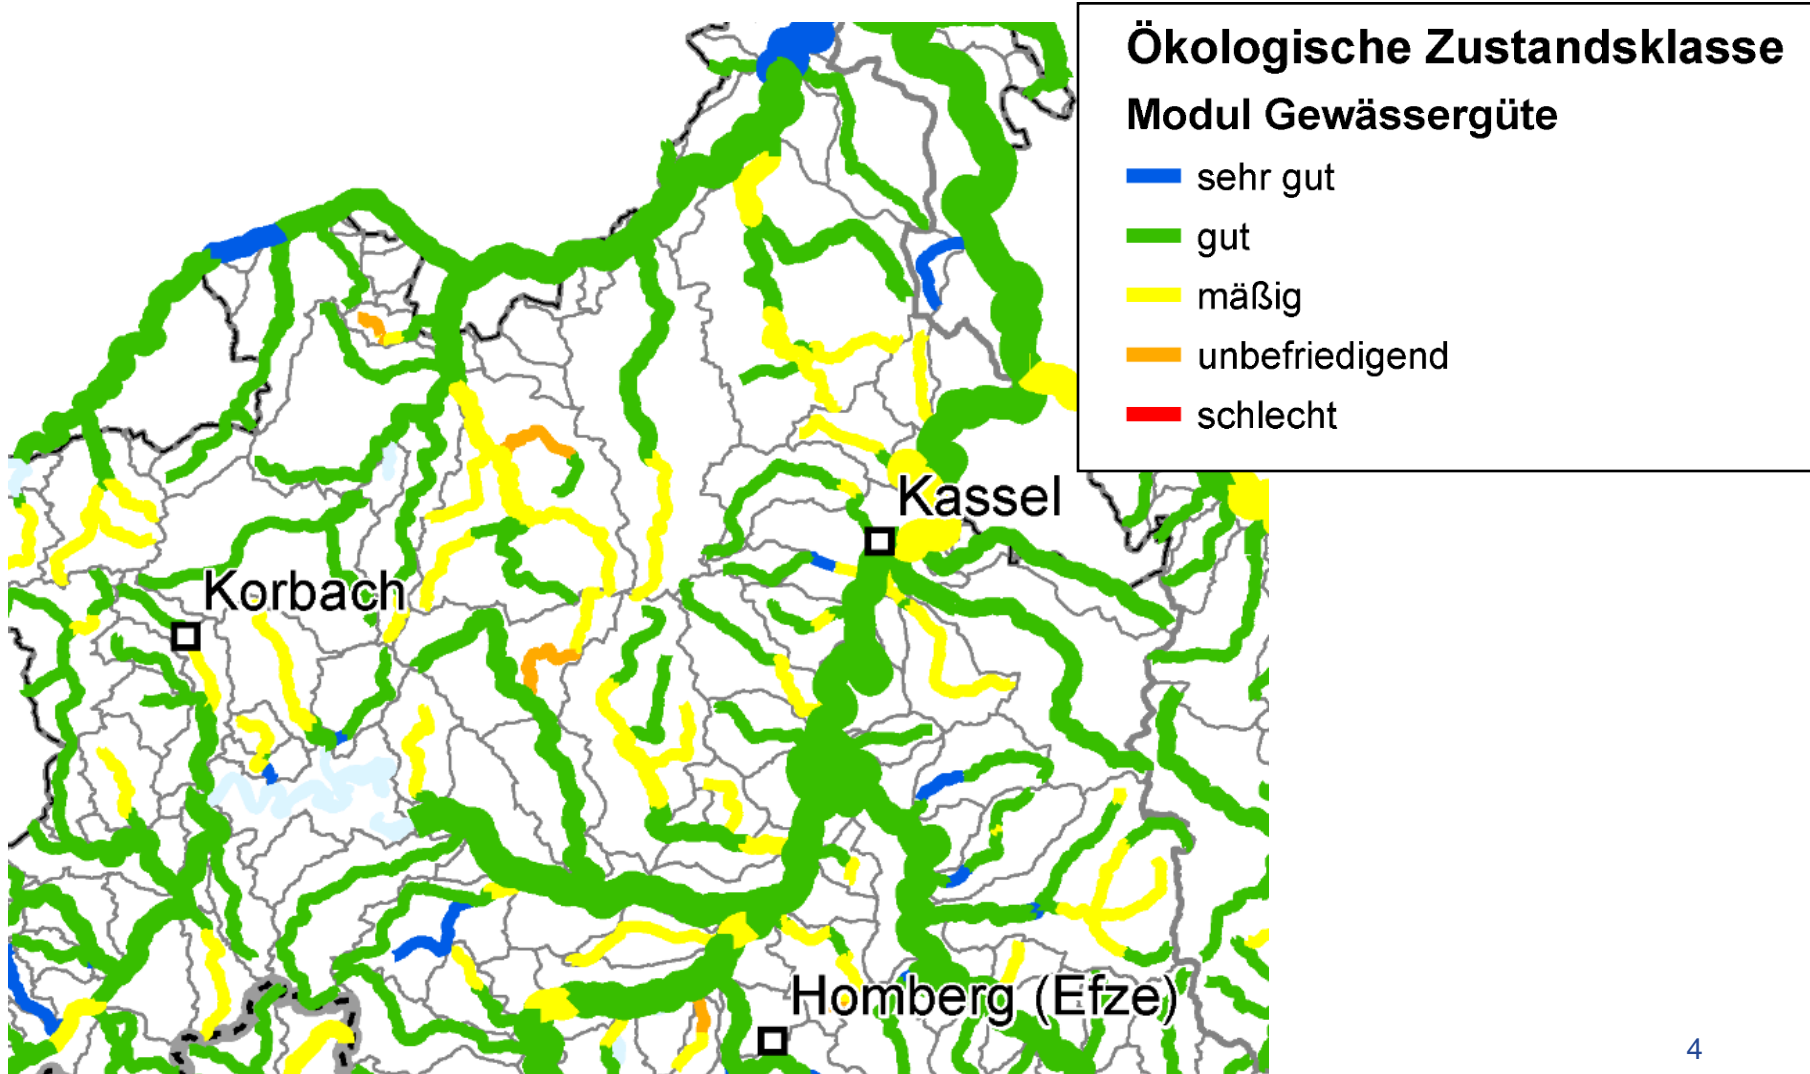 Ökologische Zustandsklasse
Modul Gewässergüte
sehr gut
gut
mäßig
unbefriedigend
schlecht
Kassel
Korbach
Homberg (Efze)
4